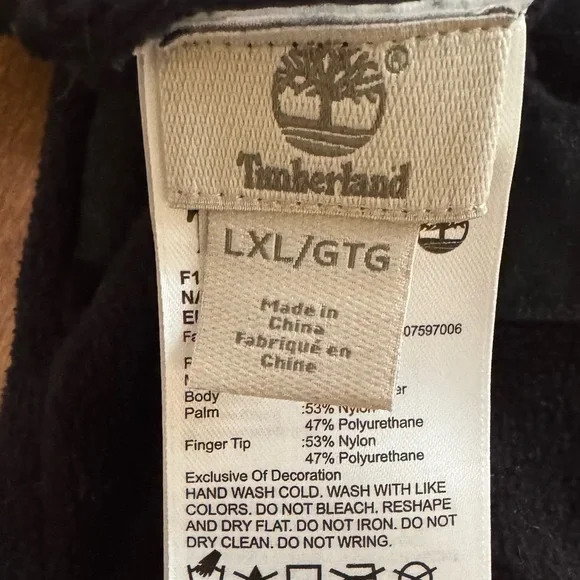 ®
Timberland
LXL/GTG
Made in
China
Fabriqué en
Chine
F1
07597006
Body
Palm :53% Nylon
47% Polyurethane
Finger Tip :53% Nylon
47% Polyurethane
Exclusive Of Decoration
HAND WASH COLD. WASH WITH LIKE
COLORS. DO NOT BLEACH. RESHAPE
AND DRY FLAT. DO NOT IRON. DO NOT
DRY CLEAN. DO NOT WRING.